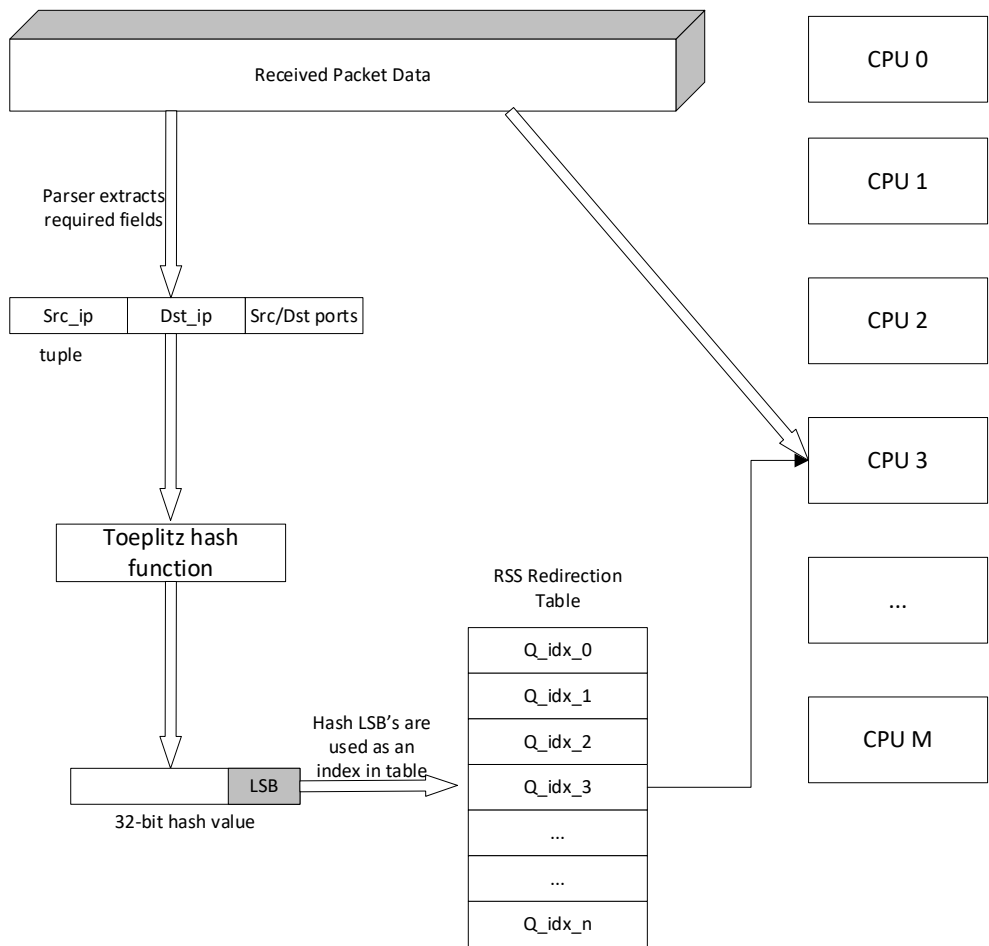 Received Packet Data
CPU 0
CPU 1
Parser extracts
required fields
Src_ip
Dst_ip
Src/Dst ports
tuple
CPU 2
CPU 3
Toeplitz hash
function
RSS Redirection
Table
...
Q_idx_0
Q_idx_1
Q_idx_2
Q_idx_3
...
...
Q_idx_n
Hash LSB's are
used as an
index in table
LSB
32-bit hash value
CPU M